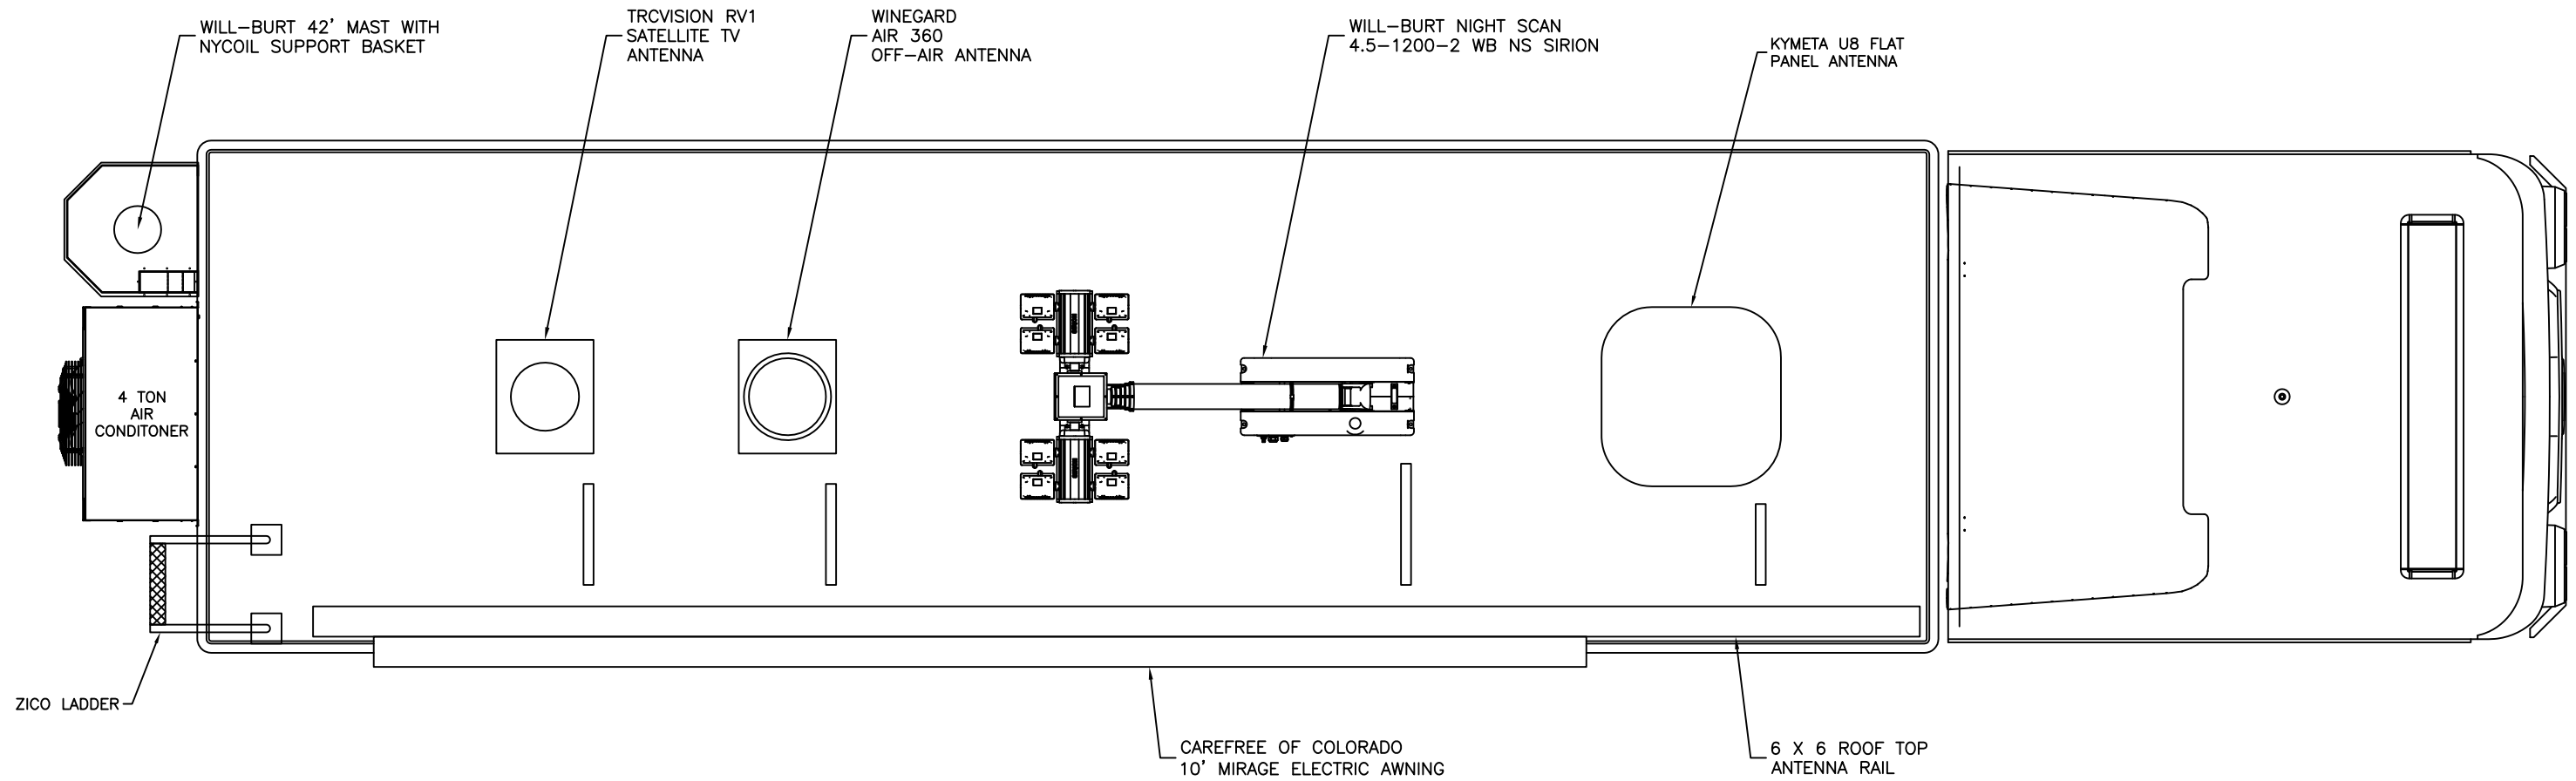 WILL-BURT 42' MAST WITH
NYCOIL SUPPORT BASKET
TRCVISION RV1
SATELLITE TV
ANTENNA
WINEGARD
AIR 360
OFF-AIR ANTENNA
WILL-BURT NIGHT SCAN
4.5-1200-2 WB NS SIRION
KYMETA U8 FLAT
PANEL ANTENNA
4 TON
AIR
CONDITONER
ZICO LADDER
CAREFREE OF COLORADO
10' MIRAGE ELECTRIC AWNING
6 X 6 ROOF TOP
ANTENNA RAIL